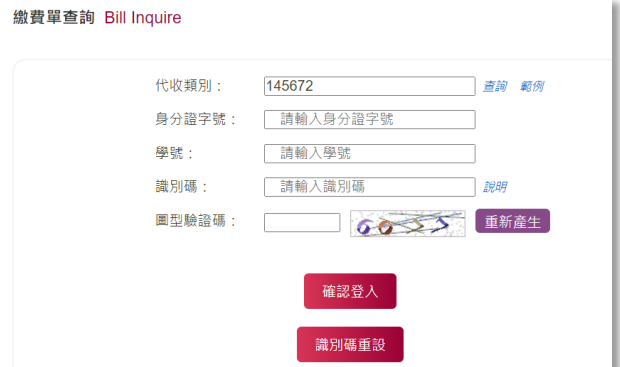 繳費單查詢 Bill Inquire
代收類別： 145672 查詢 範例
身分證字號： 請輸入身分證字號
學號： 請輸入學號
識別碼： 請輸入識別碼 說明
圖型驗證碼： 重新產生
確認登入
識別碼重設